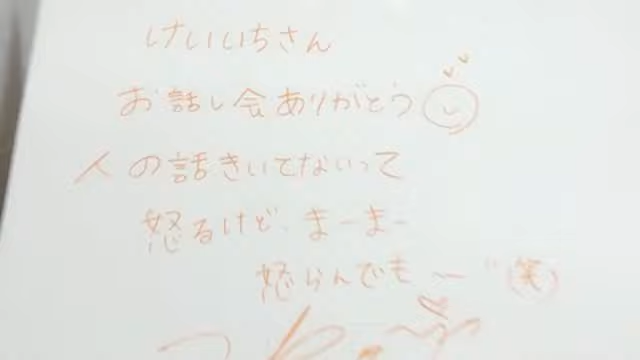 けいいちさん
お話し会ありがとう
人の話きいてないって
怒るけど、まーまー
怒らんでも〜(笑)